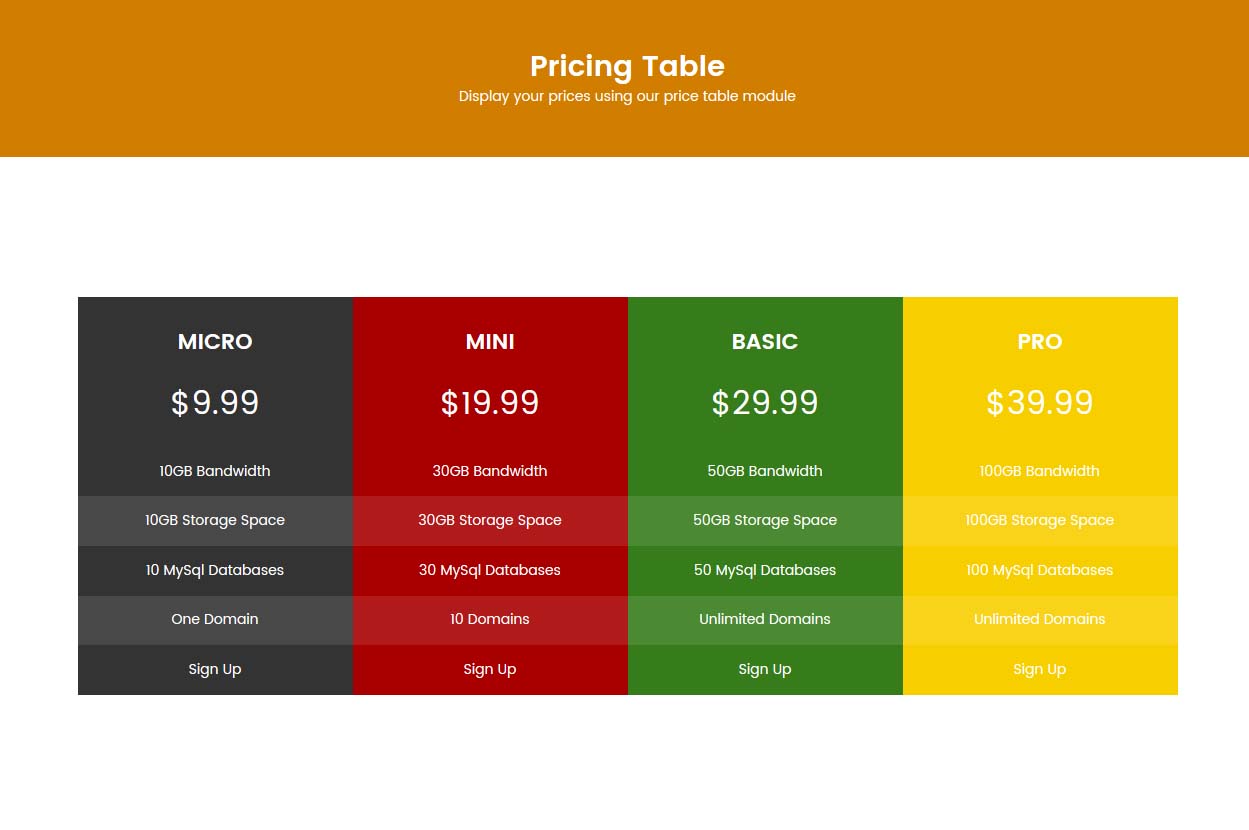 Pricing Table
Display your prices using our price table module
MICRO
$9.99
10GB Bandwidth
10GB Storage Space
10 MySql Databases
One Domain
Sign Up
MINI
$19.99
30GB Bandwidth
30GB Storage Space
30 MySql Databases
10 Domains
Sign Up
BASIC
$29.99
50GB Bandwidth
50GB Storage Space
50 MySql Databases
Unlimited Domains
Sign Up
PRO
$39.99
100GB Bandwidth
100GB Storage Space
100 MySql Databases
Unlimited Domains
Sign Up